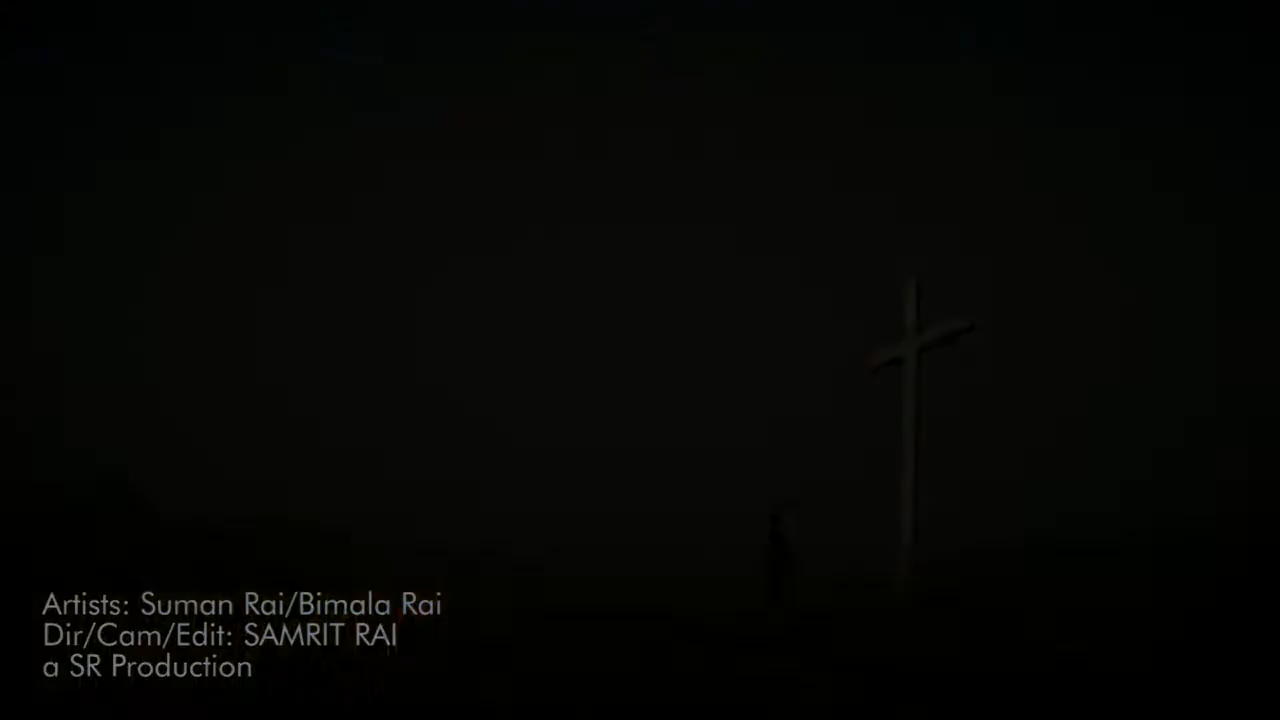 Artists: Suman Rai/Bimala Rai
Dir/Cam/Edit: SAMRIT RAI
a SR Production